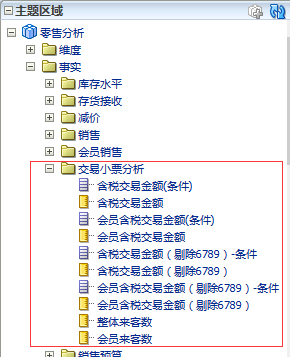 主题区域
零售分析
维度
事实
库存水平
存货接收
减价
销售
会员销售
交易小票分析
含税交易金额(条件)
含税交易金额
会员含税交易金额(条件)
会员含税交易金额
含税交易金额（剔除6789）-条件
含税交易金额（剔除6789）
会员含税交易金额（剔除6789）-条件
会员含税交易金额（剔除6789）
整体来客数
会员来客数
销售预算